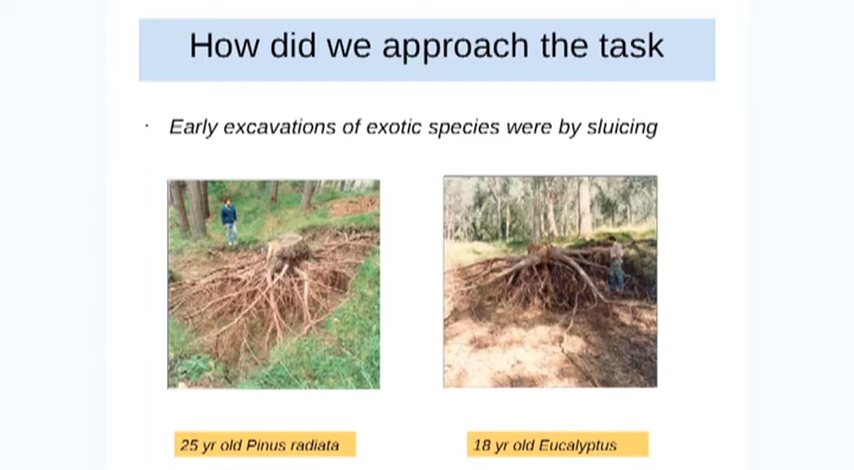 How did we approach the task
· Early excavations of exotic species were by sluicing
25 yr old Pinus radiata
18 yr old Eucalyptus